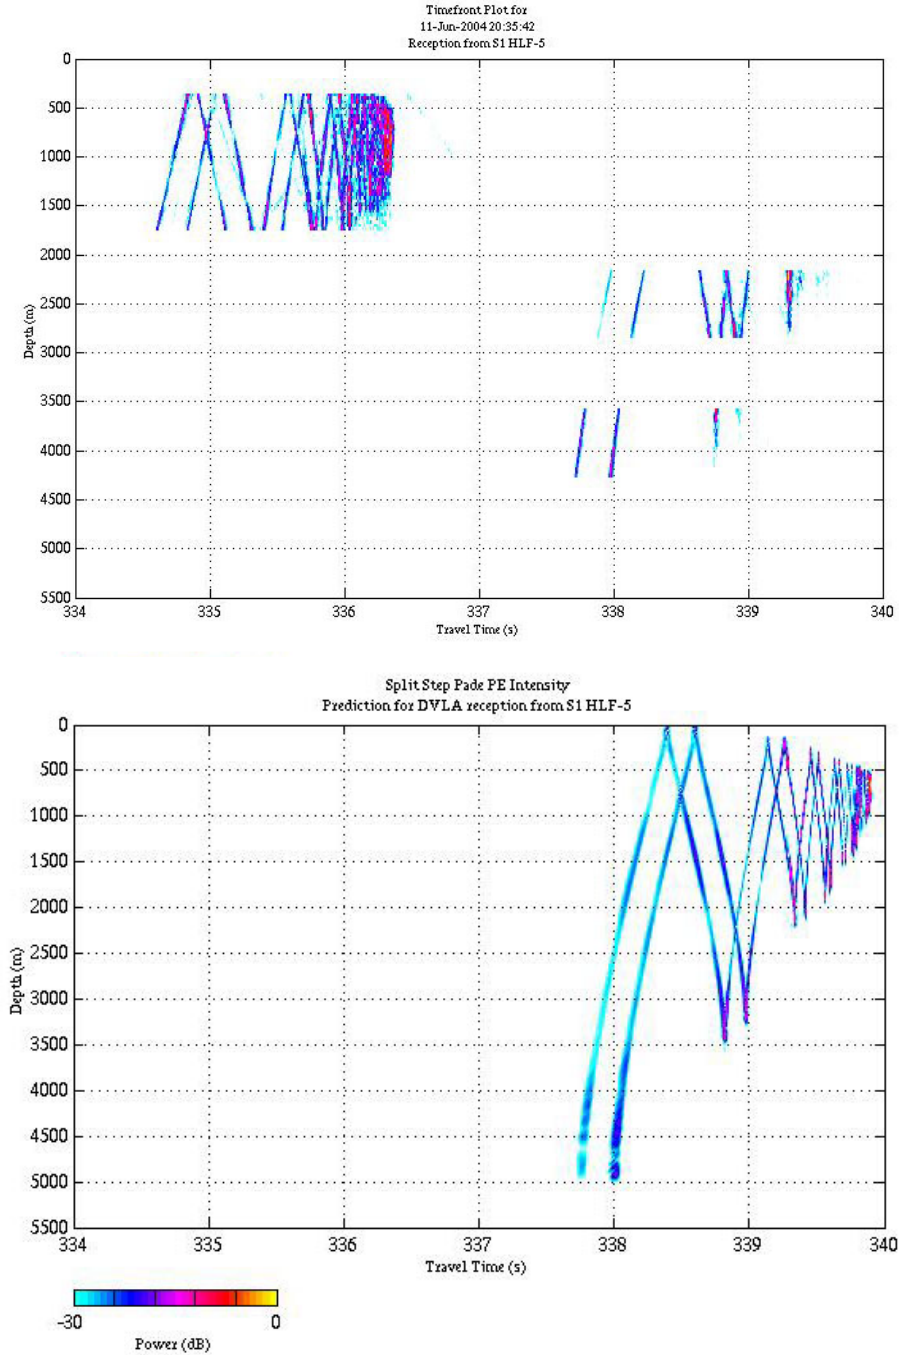 Timefront Plot for
11-Jun-2004 20:35:42
Reception from S1 HLF-5
0
500
1000
1500
2000
2500
3000
3500
4000
4500
5000
5500
Depth (m)
334 335 336 337 338 339 340
Travel Time (s)
Split Step Pade PE Intensity
Prediction for DVLA reception from S1 HLF-5
0
500
1000
1500
2000
2500
3000
3500
4000
4500
5000
5500
Depth (m)
334 335 336 337 338 339 340
Travel Time (s)
-30 0
Power (dB)